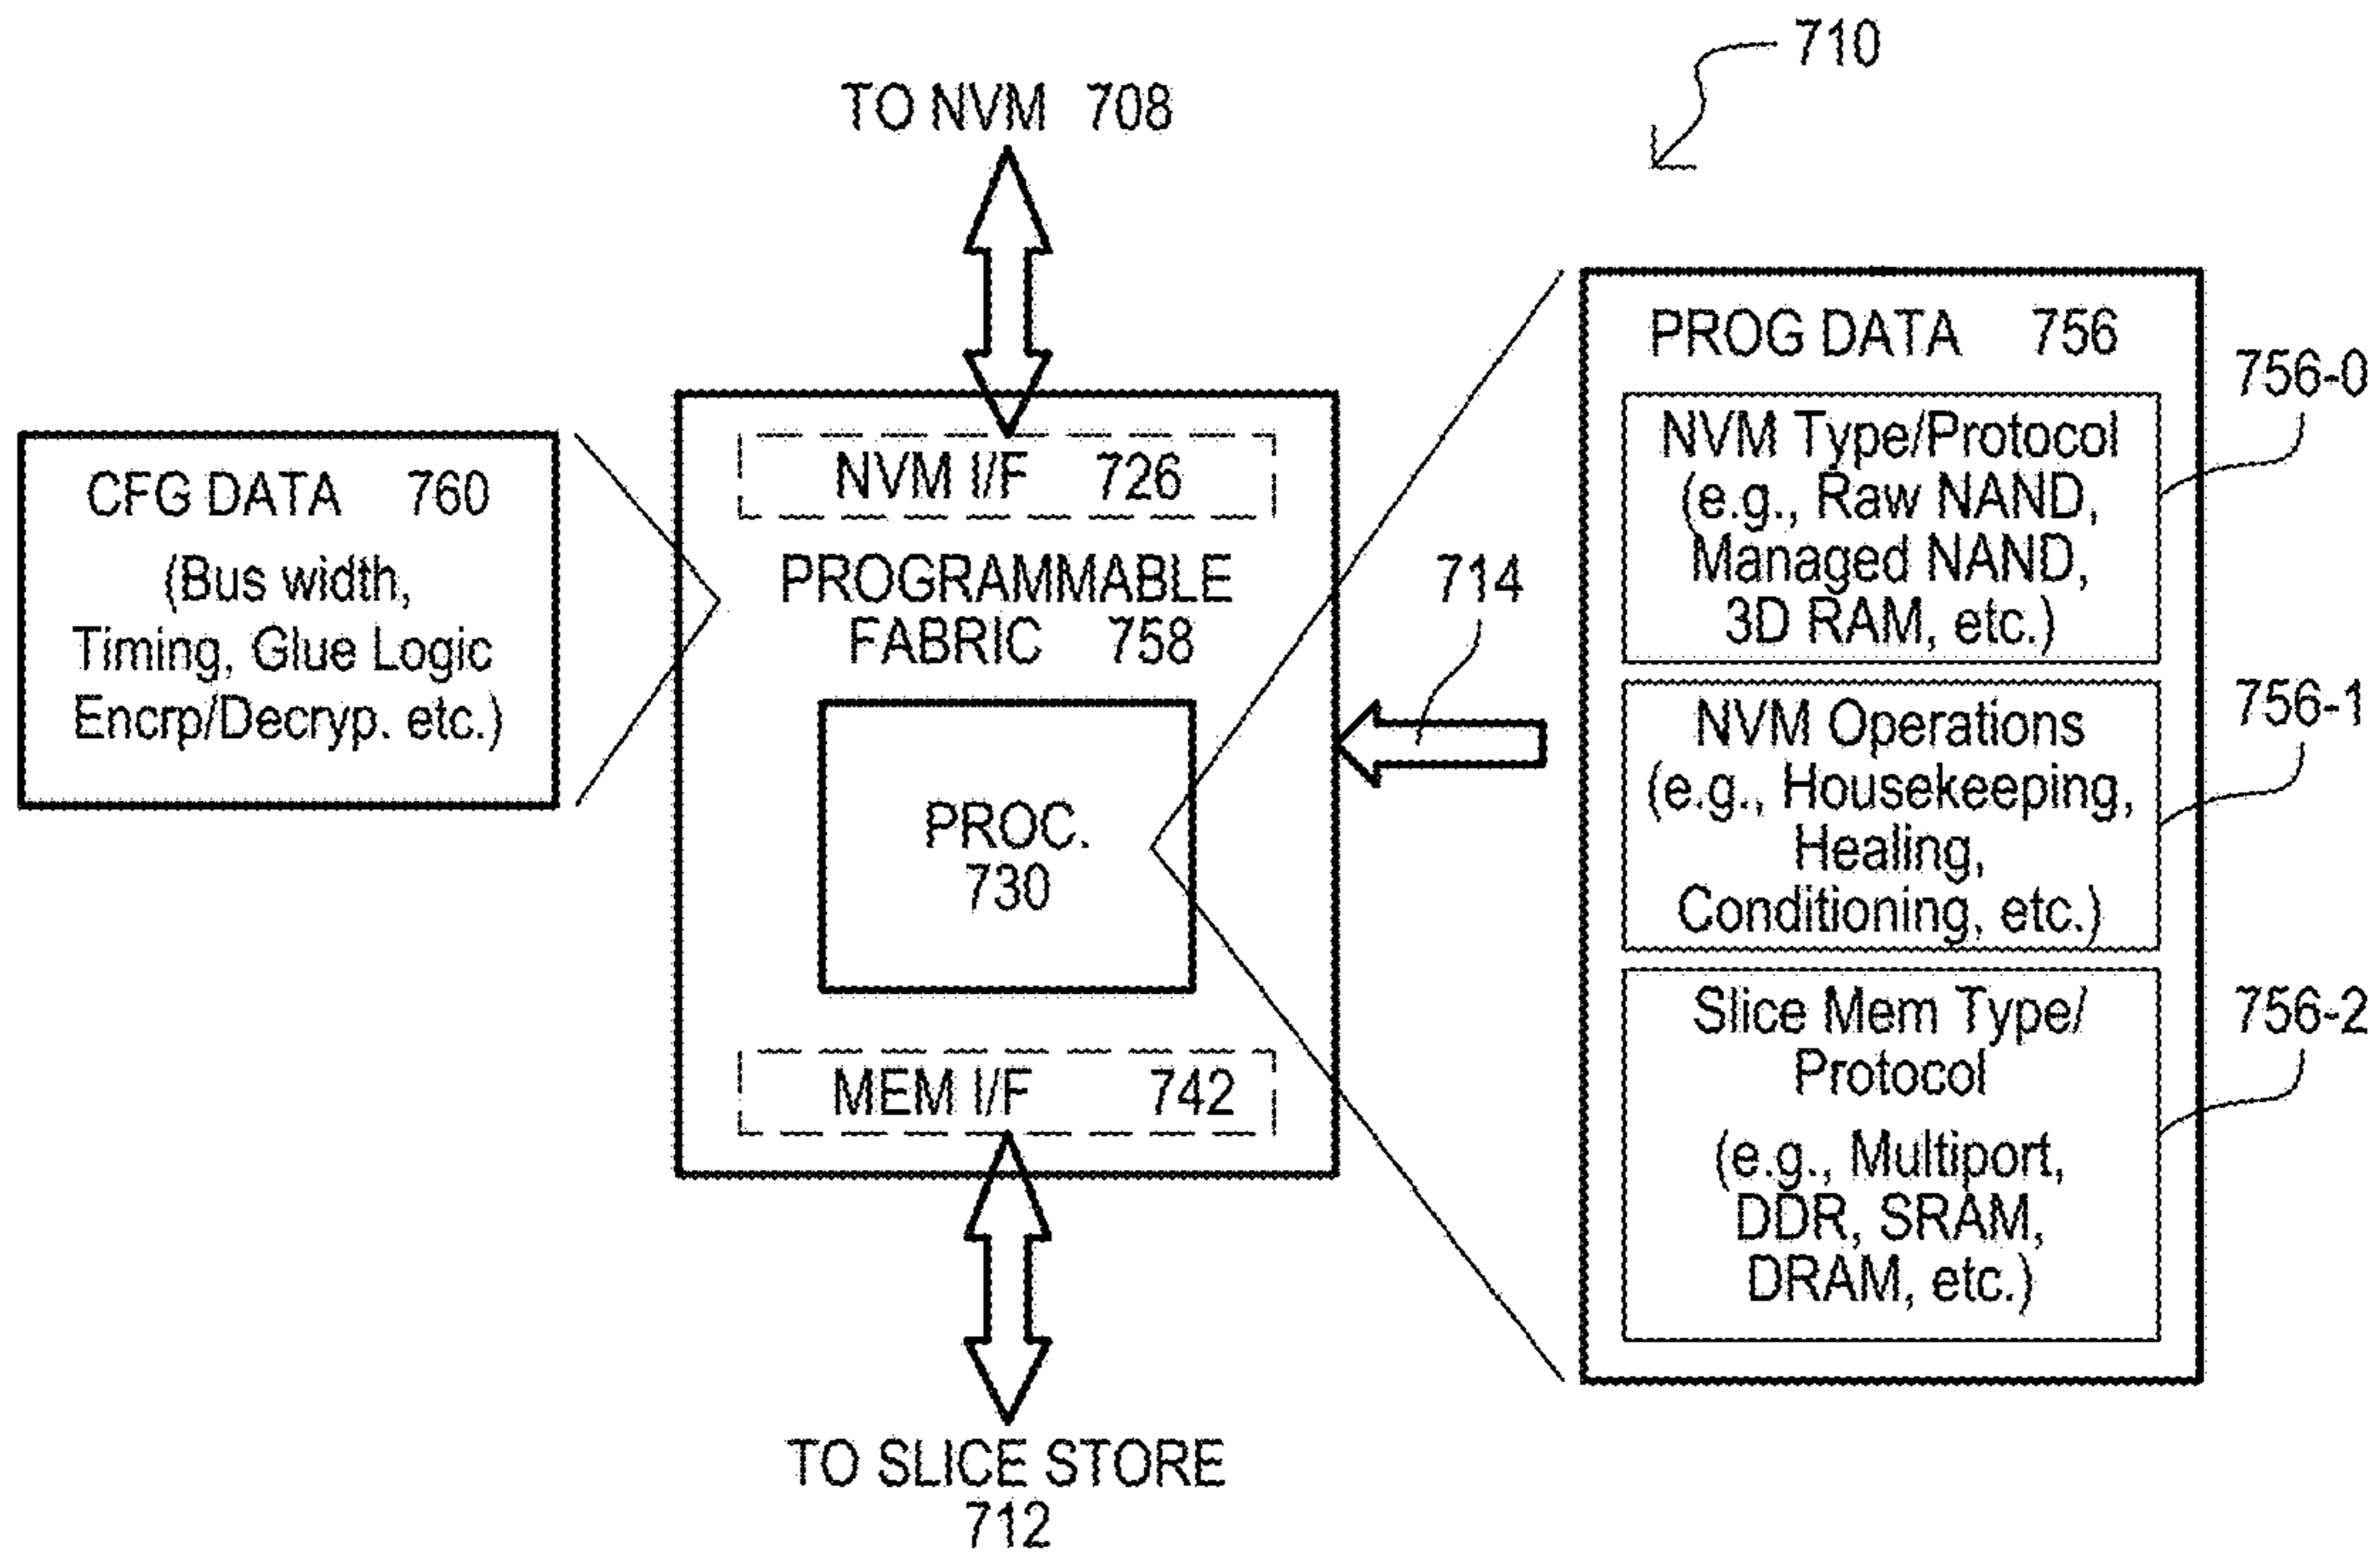 710
TO NVM 708
CFG DATA 760
(Bus width,
Timing, Glue Logic
Encrp/Decryp. etc.)
NVM I/F 726
PROGRAMMABLE
FABRIC 758
PROC.
730
MEM I/F 742
TO SLICE STORE
712
714
PROG DATA 756
756-0
NVM Type/Protocol
(e.g., Raw NAND,
Managed NAND,
3D RAM, etc.)
756-1
NVM Operations
(e.g., Housekeeping,
Healing,
Conditioning, etc.)
756-2
Slice Mem Type/
Protocol
(e.g., Multiport,
DDR, SRAM,
DRAM, etc.)